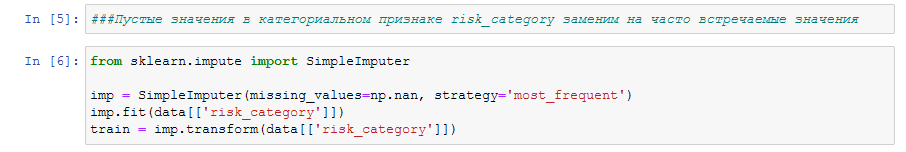 In [5]: ###Пустые значения в категориальном признаке risk_category заменим на часто встречаемые значения
In [6]: from sklearn.impute import SimpleImputer
imp = SimpleImputer(missing_values=np.nan, strategy='most_frequent')
imp.fit(data[['risk_category']])
train = imp.transform(data[['risk_category']])